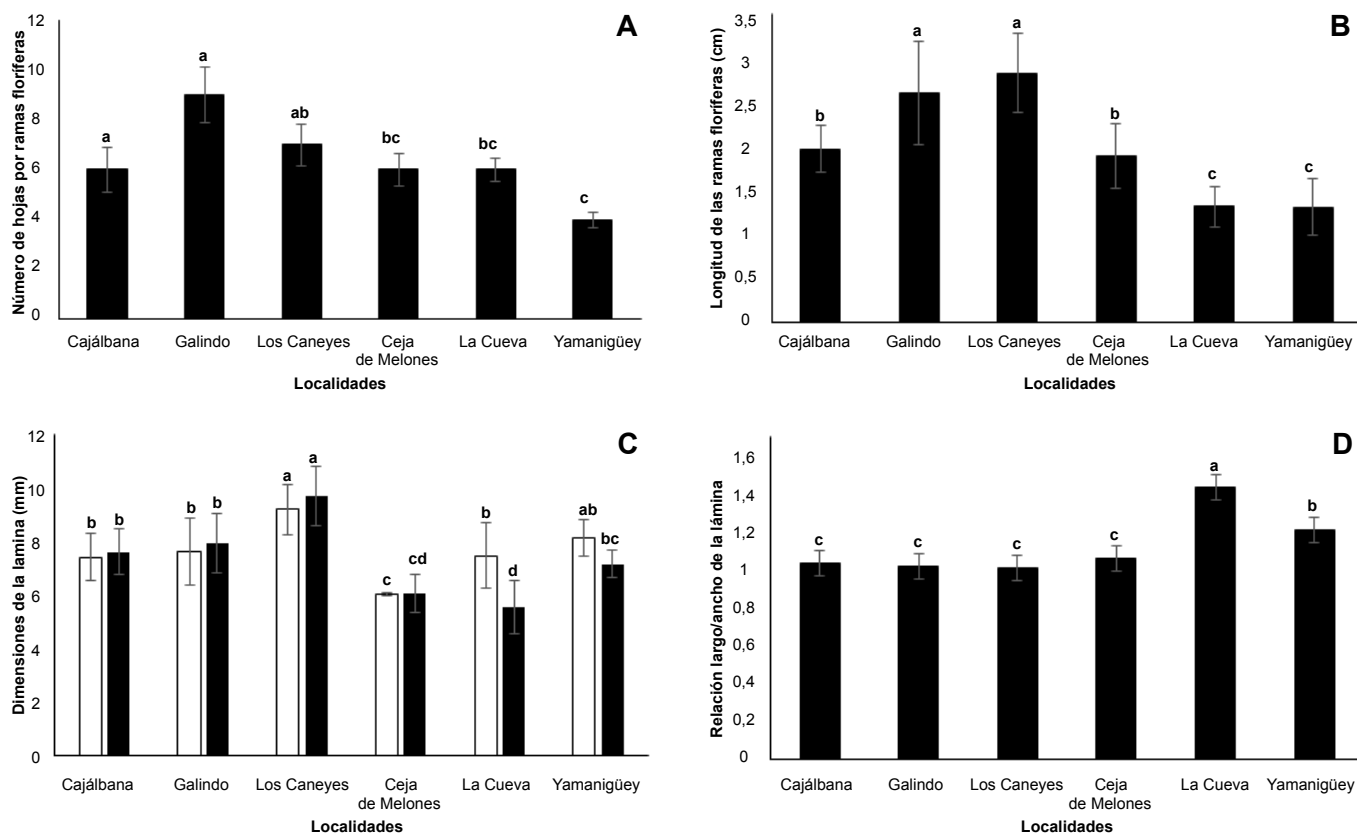 A
Número de hojas por ramas floríferas
12
10
8
6
4
2
0
a
a
ab
bc
bc
c
Cajálbana Galindo Los Caneyes Ceja de Melones La Cueva Yamanigüey
Localidades
B
Longitud de las ramas floríferas (cm)
3,5
3
2,5
2
1,5
1
0,5
0
b
a
a
b
c
c
Cajálbana Galindo Los Caneyes Ceja de Melones La Cueva Yamanigüey
Localidades
C
Dimensiones de la lamina (mm)
12
10
8
6
4
2
0
b b
b b
a a
c cd
b d
ab bc
Cajálbana Galindo Los Caneyes Ceja de Melones La Cueva Yamanigüey
Localidades
D
Relación largo/ancho de la lámina
1,6
1,4
1,2
1
0,8
0,6
0,4
0,2
0
c
c
c
c
a
b
Cajálbana Galindo Los Caneyes Ceja de Melones La Cueva Yamanigüey
Localidades